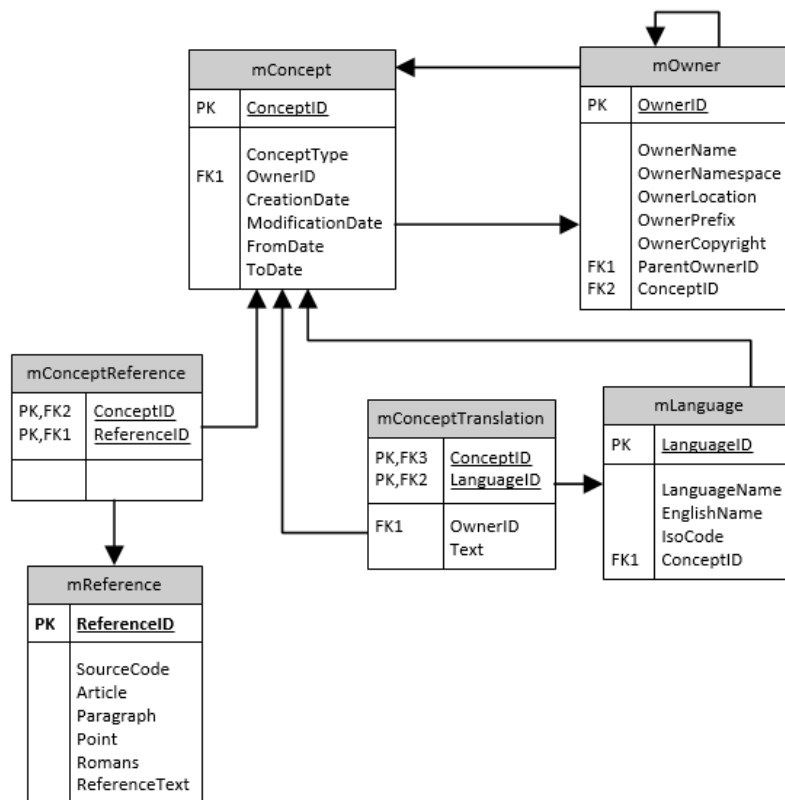 mConcept
PK ConceptID
ConceptType
FK1 OwnerID
CreationDate
ModificationDate
FromDate
ToDate
mOwner
PK OwnerID
OwnerName
OwnerNamespace
OwnerLocation
OwnerPrefix
OwnerCopyright
FK1 ParentOwnerID
FK2 ConceptID
mConceptReference
PK,FK2 ConceptID
PK,FK1 ReferenceID
mConceptTranslation
PK,FK3 ConceptID
PK,FK2 LanguageID
FK1 OwnerID
Text
mLanguage
PK LanguageID
LanguageName
EnglishName
IsoCode
FK1 ConceptID
mReference
PK ReferenceID
SourceCode
Article
Paragraph
Point
Romans
ReferenceText